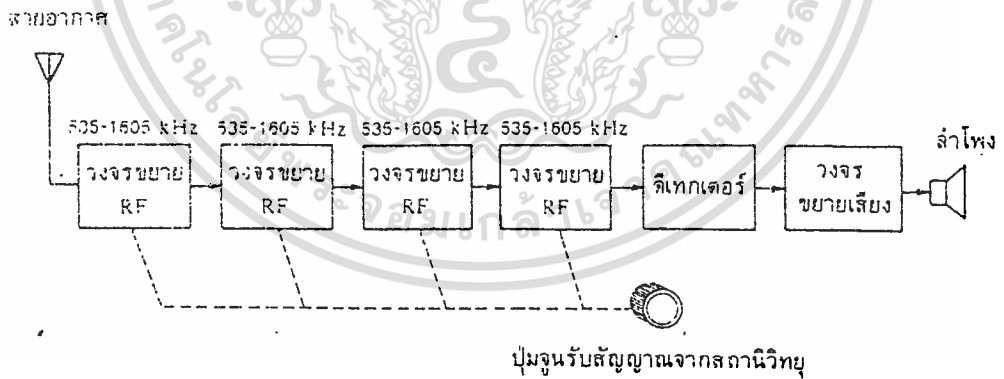 สายอากาศ
535-1605 kHz 535-1605 kHz 535-1605 kHz 535-1605 kHz
ลำโพง
วงจรขยาย
RF
วงจรขยาย
RF
วงจรขยาย
RF
วงจรขยาย
RF
ดีเทกเตอร์
วงจร
ขยายเสียง
ปุ่มจูนรับสัญญาณจากสถานีวิทยุ